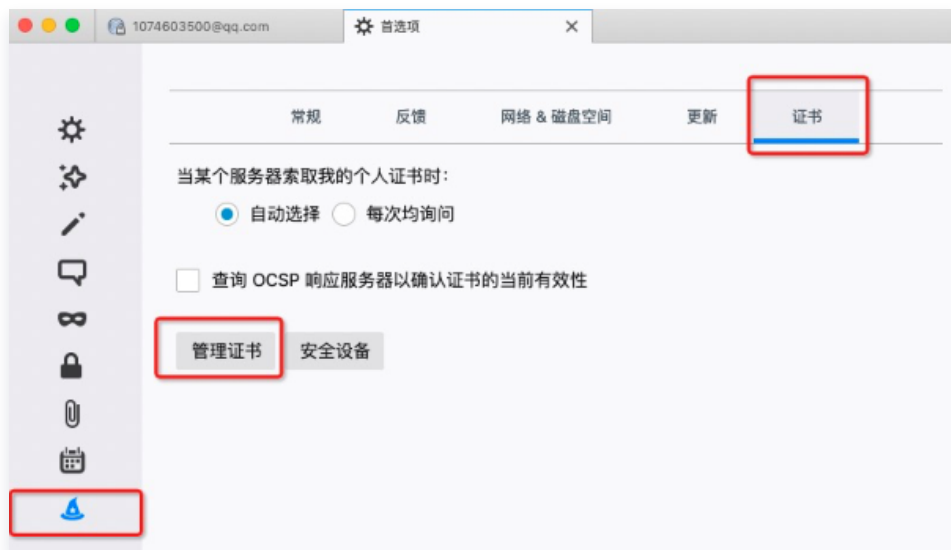 1074603500@qq.com 首选项
常规 反馈 网络 & 磁盘空间 更新 证书
当某个服务器索取我的个人证书时:
自动选择 每次均询问
查询 OCSP 响应服务器以确认证书的当前有效性
管理证书 安全设备